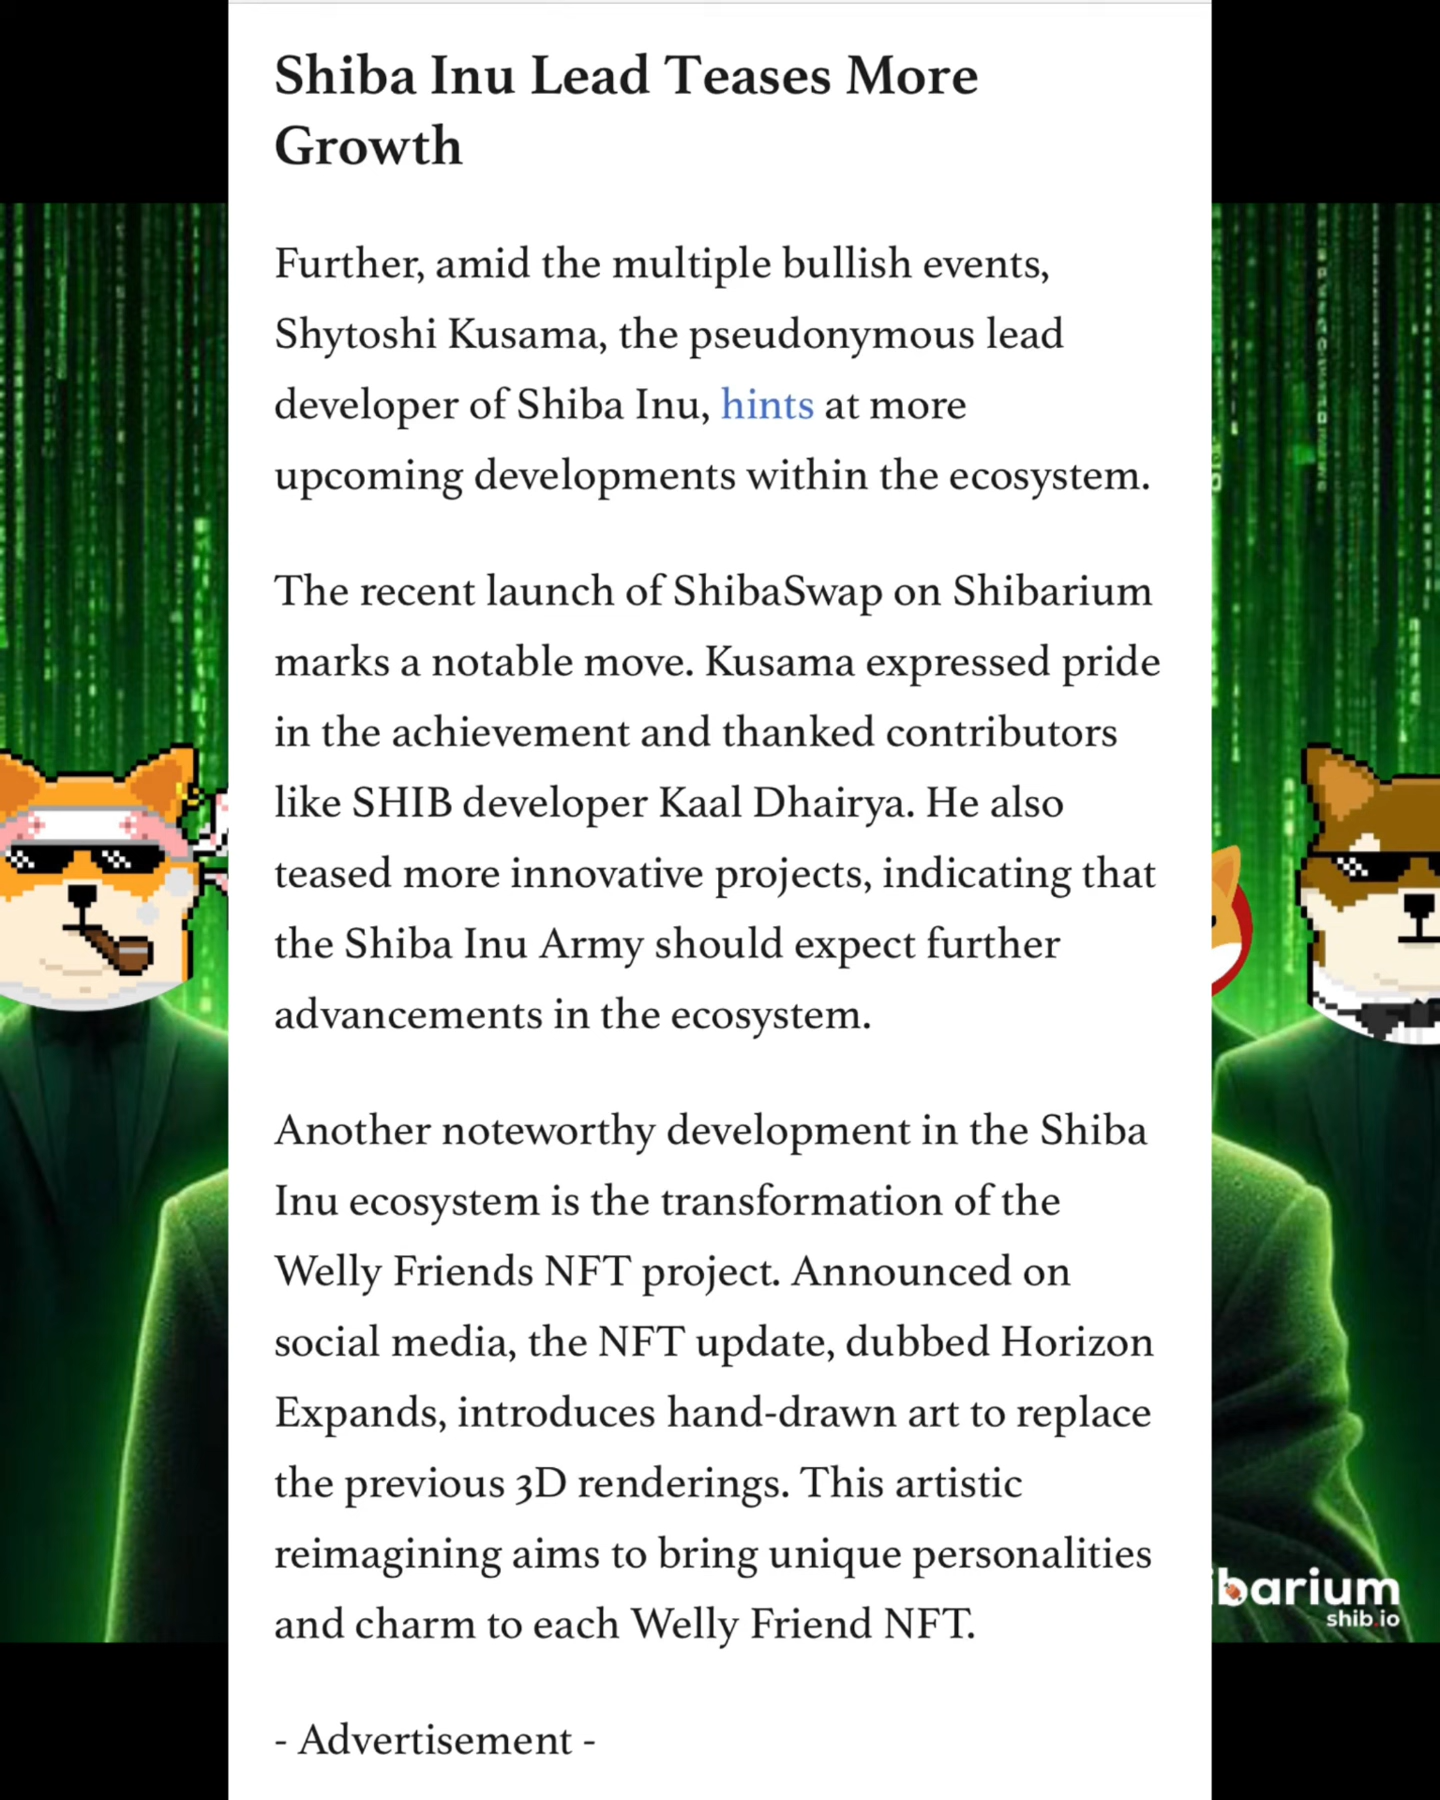 Shiba Inu Lead Teases More
Growth
Further, amid the multiple bullish events,
Shytoshi Kusama, the pseudonymous lead
developer of Shiba Inu, hints at more
upcoming developments within the ecosystem.
The recent launch of ShibaSwap on Shibarium
marks a notable move. Kusama expressed pride
in the achievement and thanked contributors
like SHIB developer Kaal Dhairya. He also
teased more innovative projects, indicating that
the Shiba Inu Army should expect further
advancements in the ecosystem.
Another noteworthy development in the Shiba
Inu ecosystem is the transformation of the
Welly Friends NFT project. Announced on
social media, the NFT update, dubbed Horizon
Expands, introduces hand-drawn art to replace
the previous 3D renderings. This artistic
reimagining aims to bring unique personalities
and charm to each Welly Friend NFT.
barium
shib.io
- Advertisement -